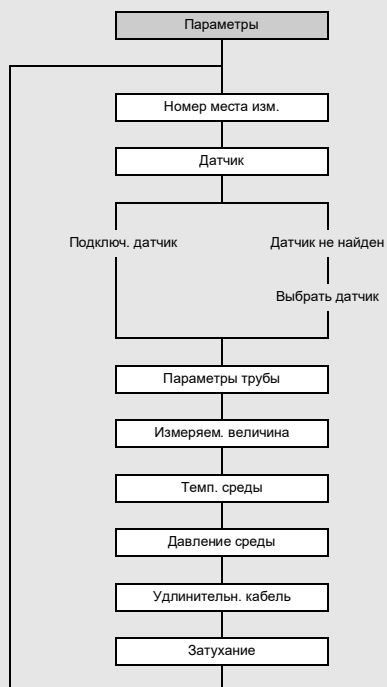 Параметры
Номер места изм.
Датчик
Подключ. датчик
Датчик не найден
Выбрать датчик
Параметры трубы
Измеряем. величина
Темп. среды
Давление среды
Удлинительн. кабель
Затухание